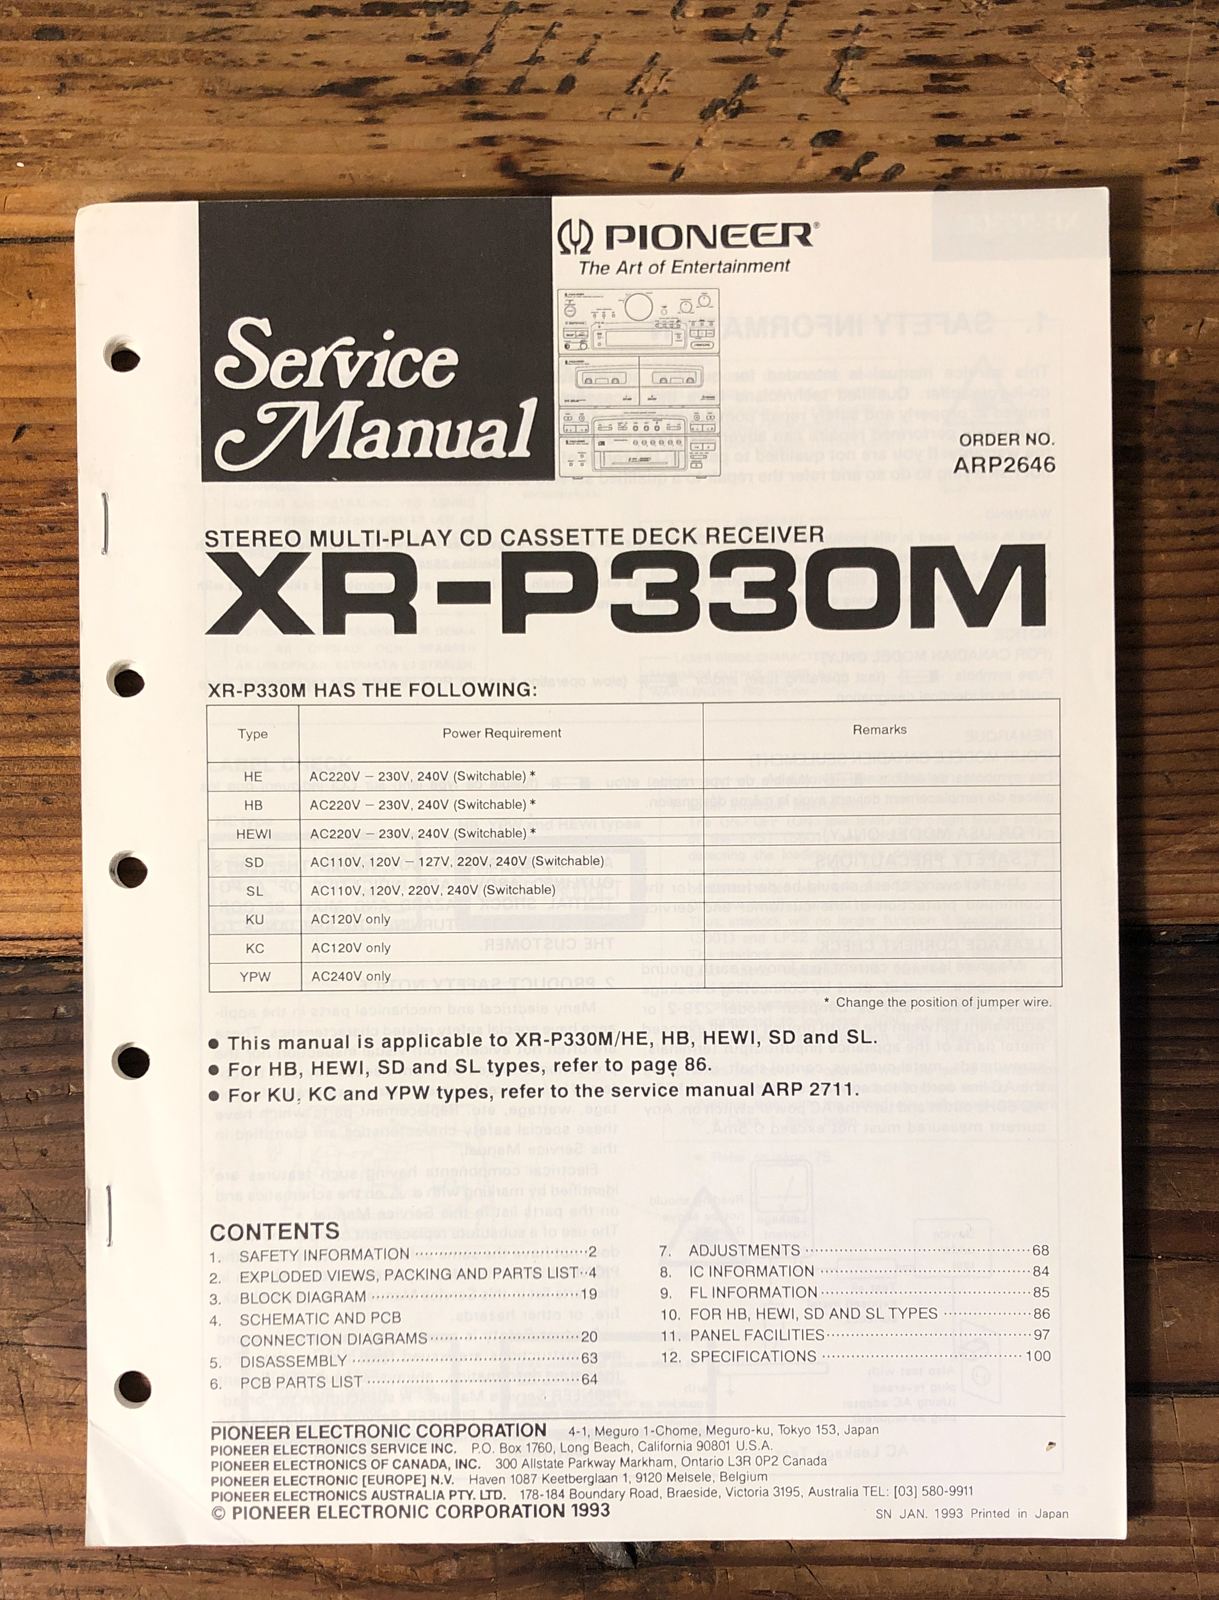 Service
Manual
PIONEER®
The Art of Entertainment
ORDER NO.
ARP2646
STEREO MULTI-PLAY CD CASSETTE DECK RECEIVER
XR-P330M
XR-P330M HAS THE FOLLOWING:
Type Power Requirement Remarks
HE AC220V – 230V, 240V (Switchable) *
HB AC220V – 230V, 240V (Switchable) *
HEWI AC220V – 230V, 240V (Switchable) *
SD AC110V, 120V – 127V, 220V, 240V (Switchable)
SL AC110V, 120V, 220V, 240V (Switchable)
KU AC120V only
KC AC120V only
YPW AC240V only
* Change the position of jumper wire.
● This manual is applicable to XR-P330M/HE, HB, HEWI, SD and SL.
● For HB, HEWI, SD and SL types, refer to page 86.
● For KU, KC and YPW types, refer to the service manual ARP 2711.
CONTENTS
1. SAFETY INFORMATION 2
2. EXPLODED VIEWS, PACKING AND PARTS LIST 4
3. BLOCK DIAGRAM 19
4. SCHEMATIC AND PCB
CONNECTION DIAGRAMS 20
5. DISASSEMBLY 63
6. PCB PARTS LIST 64
7. ADJUSTMENTS 68
8. IC INFORMATION 84
9. FL INFORMATION 85
10. FOR HB, HEWI, SD AND SL TYPES 86
11. PANEL FACILITIES 97
12. SPECIFICATIONS 100
PIONEER ELECTRONIC CORPORATION 4-1, Meguro 1-Chome, Meguro-ku, Tokyo 153, Japan
PIONEER ELECTRONICS SERVICE INC. P.O. Box 1760, Long Beach, California 90801 U.S.A.
PIONEER ELECTRONICS OF CANADA, INC. 300 Allstate Parkway Markham, Ontario L3R 0P2 Canada
PIONEER ELECTRONIC [EUROPE] N.V. Haven 1087 Keetberglaan 1, 9120 Melsele, Belgium
PIONEER ELECTRONICS AUSTRALIA PTY. LTD. 178-184 Boundary Road, Braeside, Victoria 3195, Australia TEL: [03] 580-9911
© PIONEER ELECTRONIC CORPORATION 1993
SN JAN. 1993 Printed in Japan